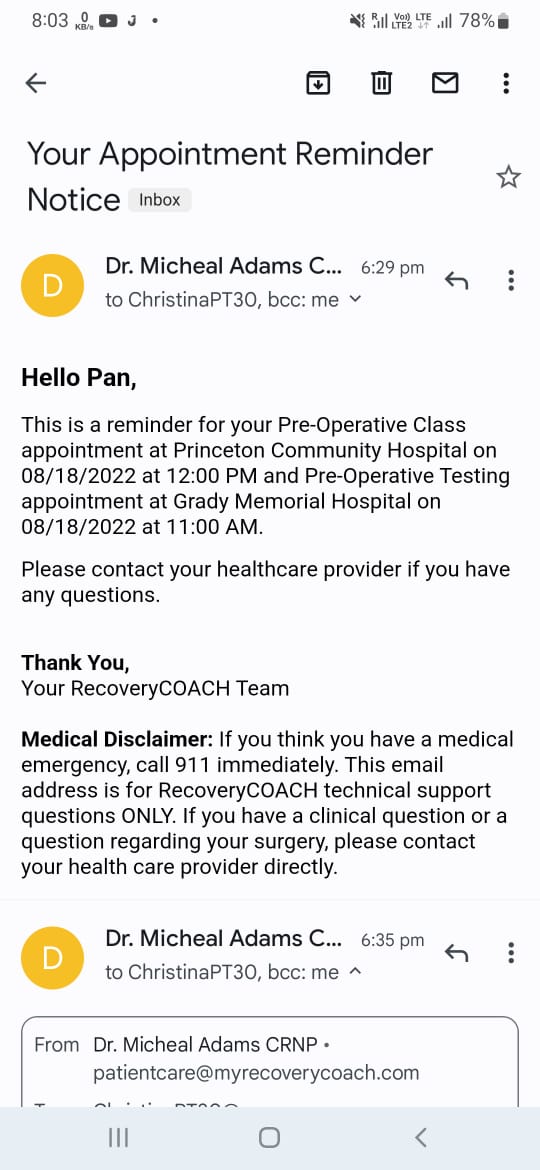 8:03 0 KB/s 78%
Your Appointment Reminder
Notice Inbox
D
Dr. Micheal Adams C... 6:29 pm
to ChristinaPT30, bcc: me
Hello Pan,
This is a reminder for your Pre-Operative Class
appointment at Princeton Community Hospital on
08/18/2022 at 12:00 PM and Pre-Operative Testing
appointment at Grady Memorial Hospital on
08/18/2022 at 11:00 AM.
Please contact your healthcare provider if you have
any questions.
Thank You,
Your RecoveryCOACH Team
Medical Disclaimer: If you think you have a medical
emergency, call 911 immediately. This email
address is for RecoveryCOACH technical support
questions ONLY. If you have a clinical question or a
question regarding your surgery, please contact
your health care provider directly.
D
Dr. Micheal Adams C... 6:35 pm
to ChristinaPT30, bcc: me
From Dr. Micheal Adams CRNP •
patientcare@myrecoverycoach.com